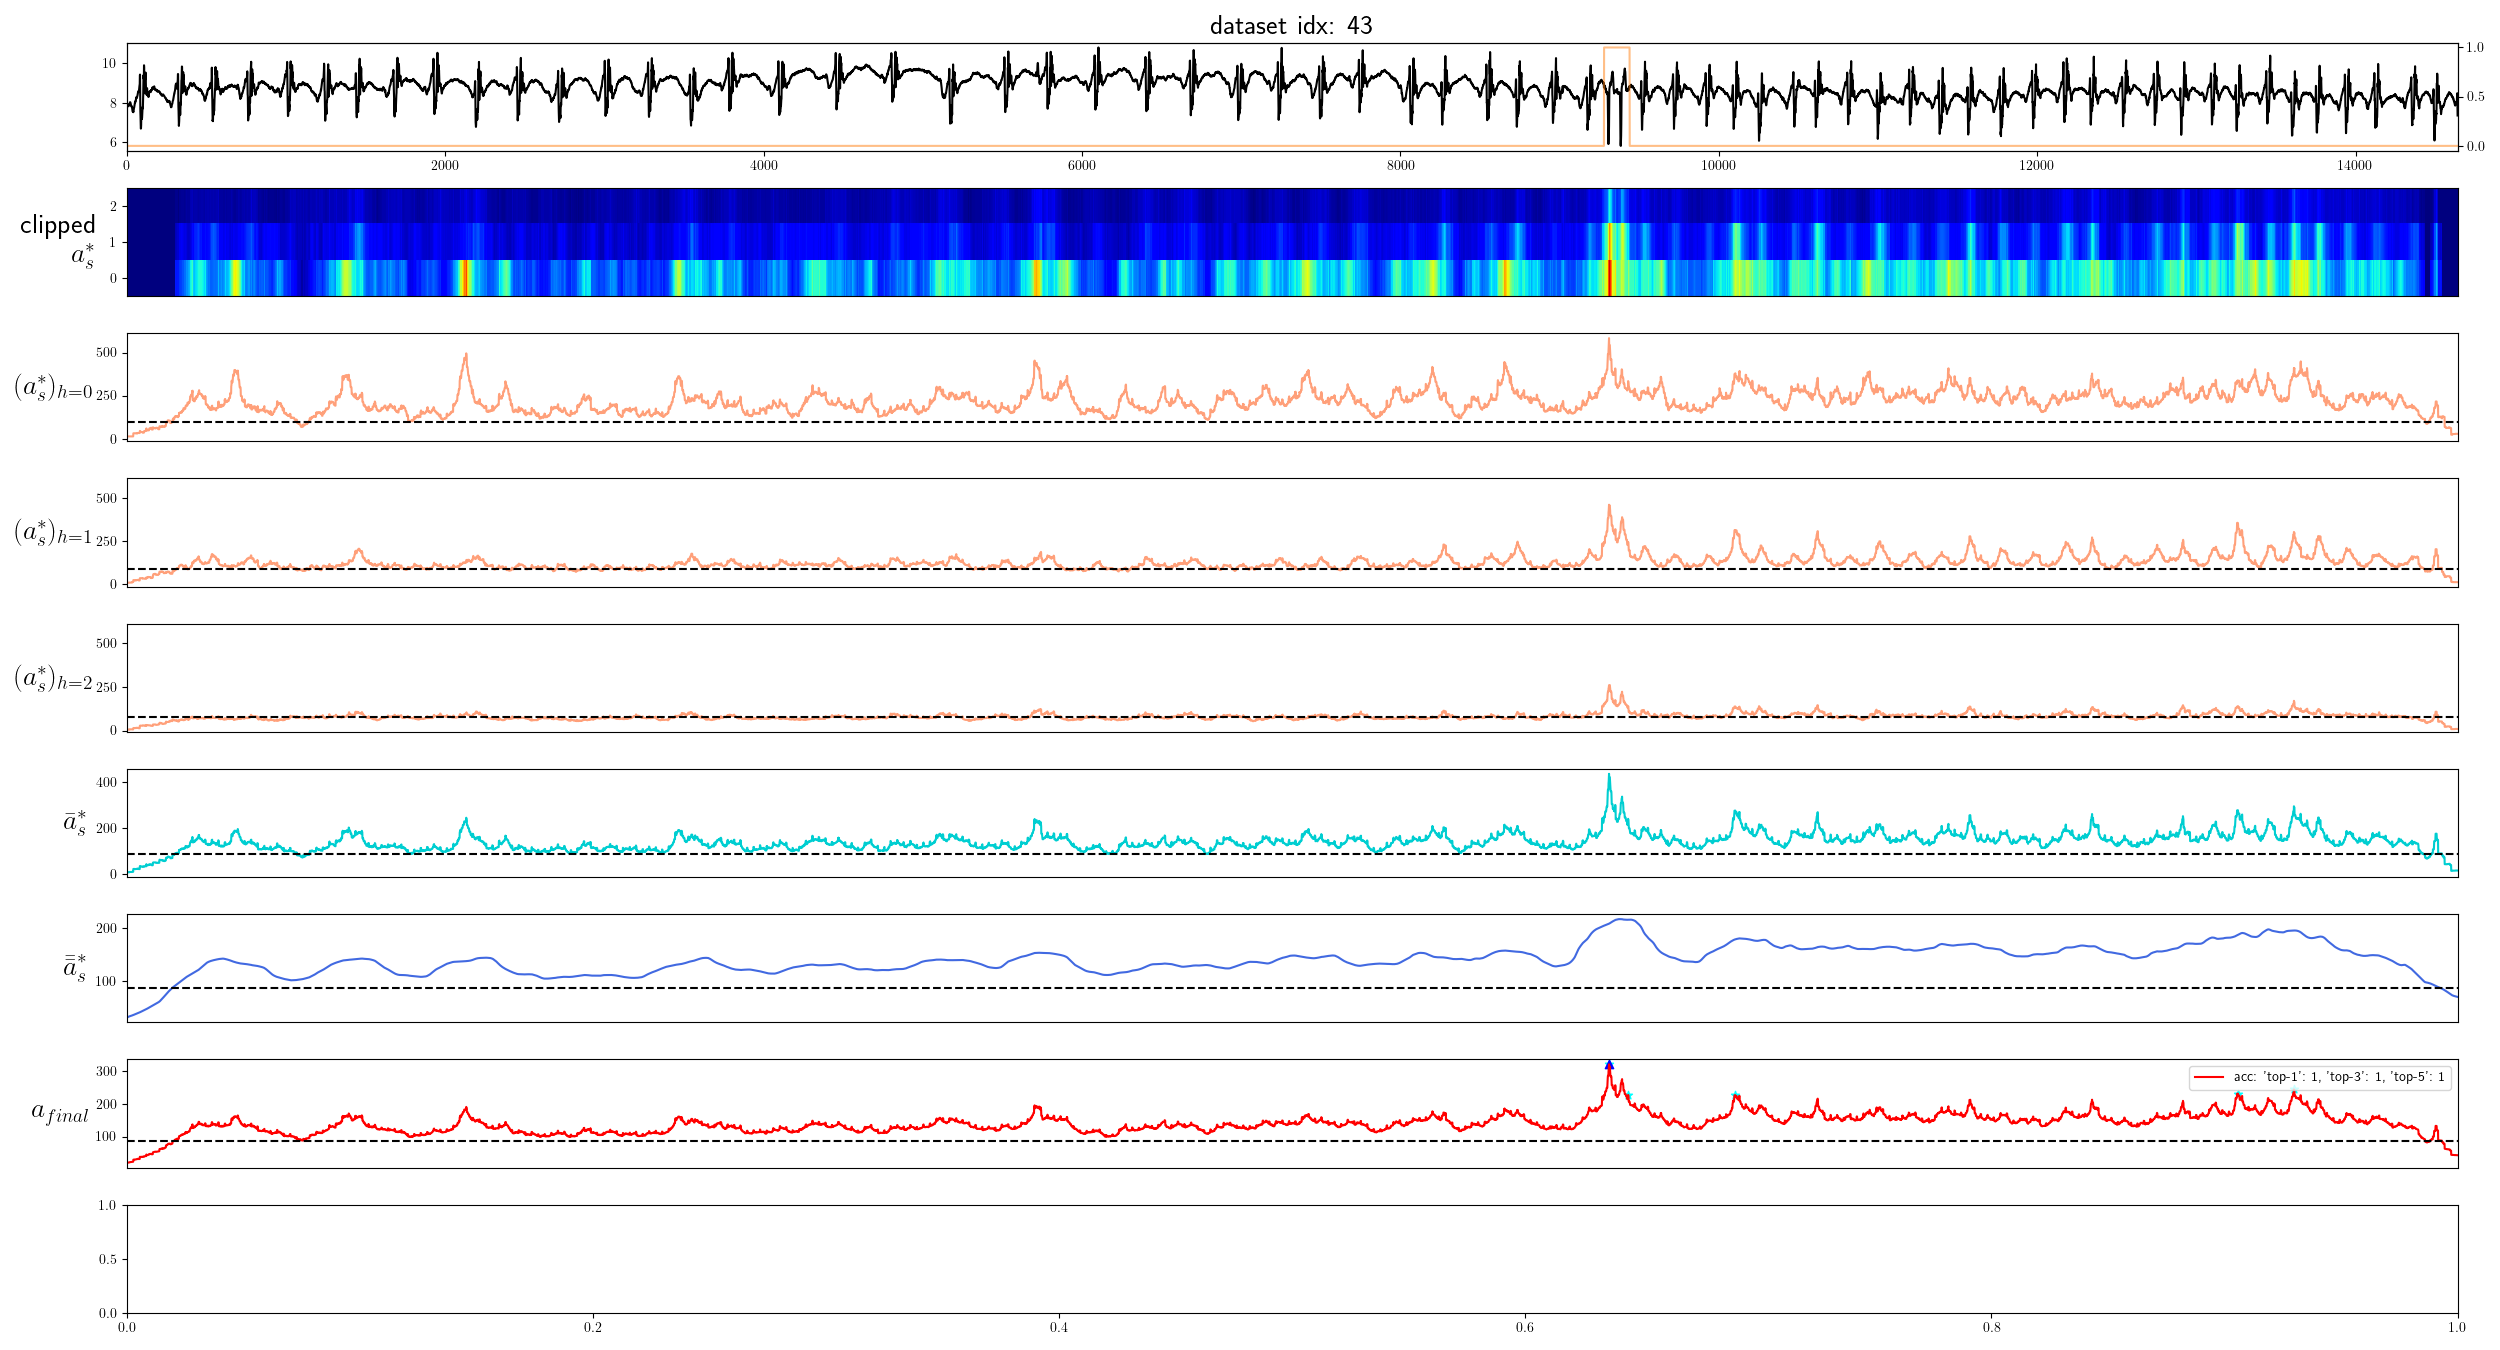 dataset idx: 43
10
8
6
1.0
0.5
0.0
0 2000 4000 6000 8000 10000 12000 14000
clipped
a*s
2
1
0
(a*s)h=0
500
250
0
(a*s)h=1
500
250
0
(a*s)h=2
500
250
0
ā*s
400
200
0
a̿*s
200
100
afinal
300
200
100
acc: 'top-1': 1, 'top-3': 1, 'top-5': 1
1.0
0.5
0.0
0.0 0.2 0.4 0.6 0.8 1.0